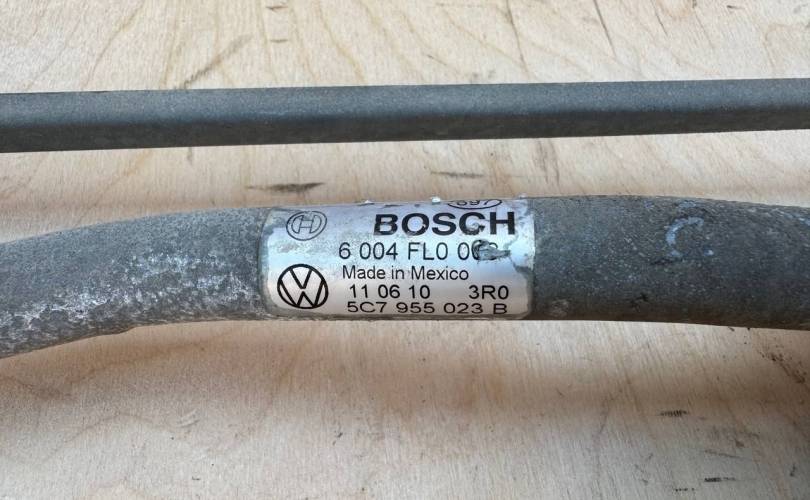 BOSCH
6 004 FL0
Made in Mexico
11 06 10 3R0
5C7 955 023 B